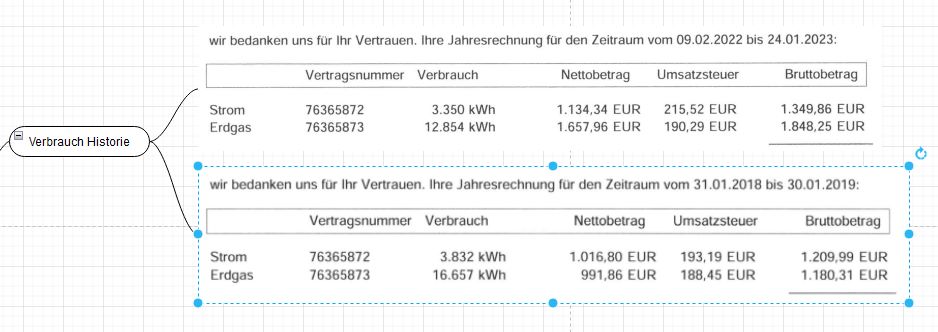 wir bedanken uns für Ihr Vertrauen. Ihre Jahresrechnung für den Zeitraum vom 09.02.2022 bis 24.01.2023:
Vertragsnummer Verbrauch Nettobetrag Umsatzsteuer Bruttobetrag
Strom 76365872 3.350 kWh 1.134,34 EUR 215,52 EUR 1.349,86 EUR
Erdgas 76365873 12.854 kWh 1.657,96 EUR 190,29 EUR 1.848,25 EUR
Verbrauch Historie
wir bedanken uns für Ihr Vertrauen. Ihre Jahresrechnung für den Zeitraum vom 31.01.2018 bis 30.01.2019:
Vertragsnummer Verbrauch Nettobetrag Umsatzsteuer Bruttobetrag
Strom 76365872 3.832 kWh 1.016,80 EUR 193,19 EUR 1.209,99 EUR
Erdgas 76365873 16.657 kWh 991,86 EUR 188,45 EUR 1.180,31 EUR